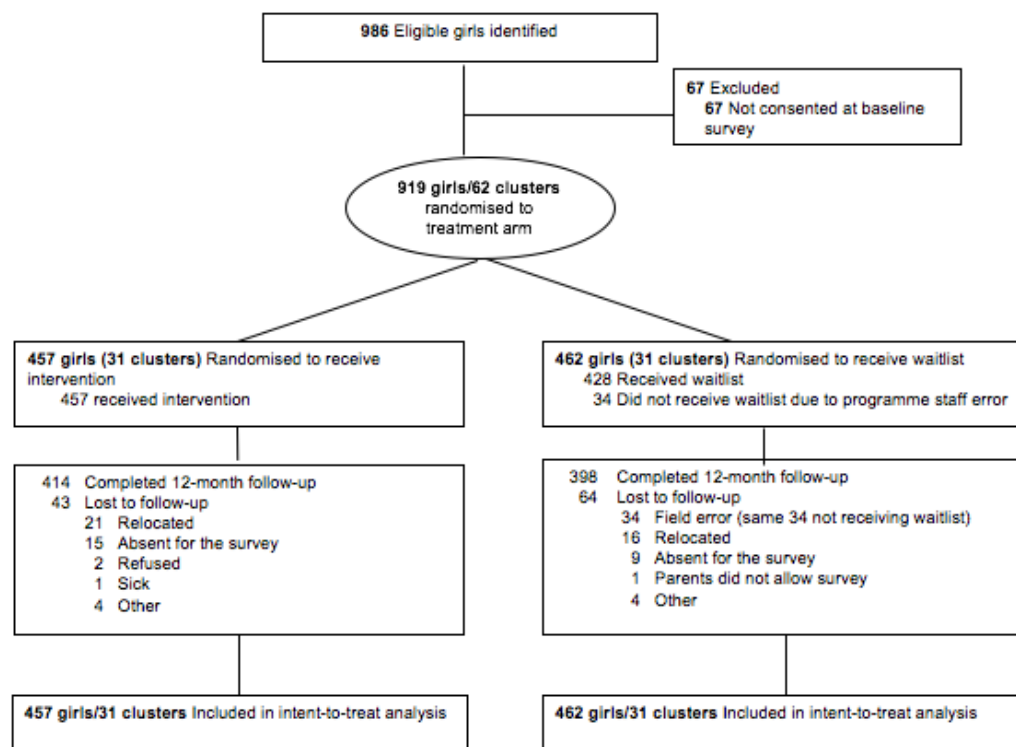 986 Eligible girls identified
67 Excluded
67 Not consented at baseline
survey
919 girls/62 clusters
randomised to
treatment arm
457 girls (31 clusters) Randomised to receive
intervention
457 received intervention
462 girls (31 clusters) Randomised to receive waitlist
428 Received waitlist
34 Did not receive waitlist due to programme staff error
414 Completed 12-month follow-up
43 Lost to follow-up
21 Relocated
15 Absent for the survey
2 Refused
1 Sick
4 Other
398 Completed 12-month follow-up
64 Lost to follow-up
34 Field error (same 34 not receiving waitlist)
16 Relocated
9 Absent for the survey
1 Parents did not allow survey
4 Other
457 girls/31 clusters Included in intent-to-treat analysis
462 girls/31 clusters Included in intent-to-treat analysis